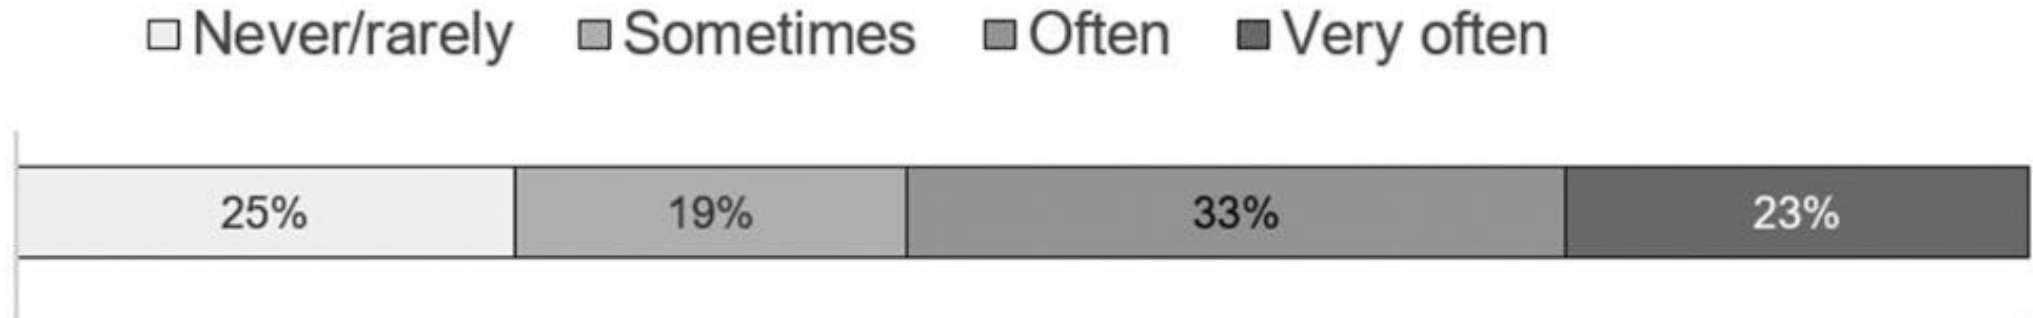 Never/rarely Sometimes Often Very often
25% 19% 33% 23%